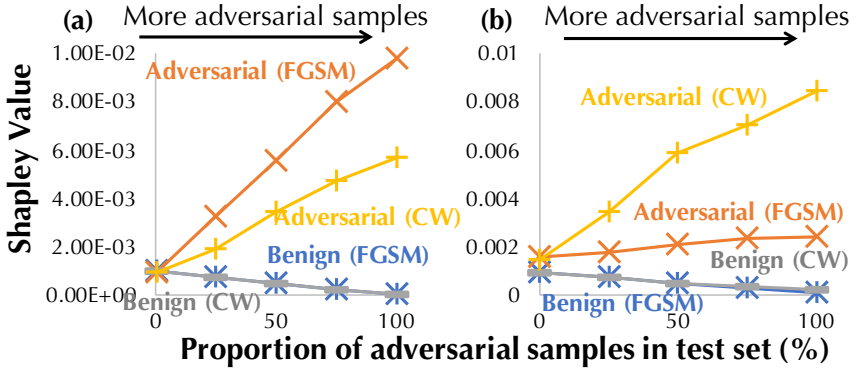 (a) More adversarial samples
1.00E-02
8.00E-03
6.00E-03
4.00E-03
2.00E-03
0.00E+00
Adversarial (FGSM)
Adversarial (CW)
Benign (FGSM)
Benign (CW)
0 50 100
Shapley Value
(b) More adversarial samples
0.01
0.008
0.006
0.004
0.002
0
Adversarial (CW)
Adversarial (FGSM)
Benign (CW)
Benign (FGSM)
0 50 100
Proportion of adversarial samples in test set (%)